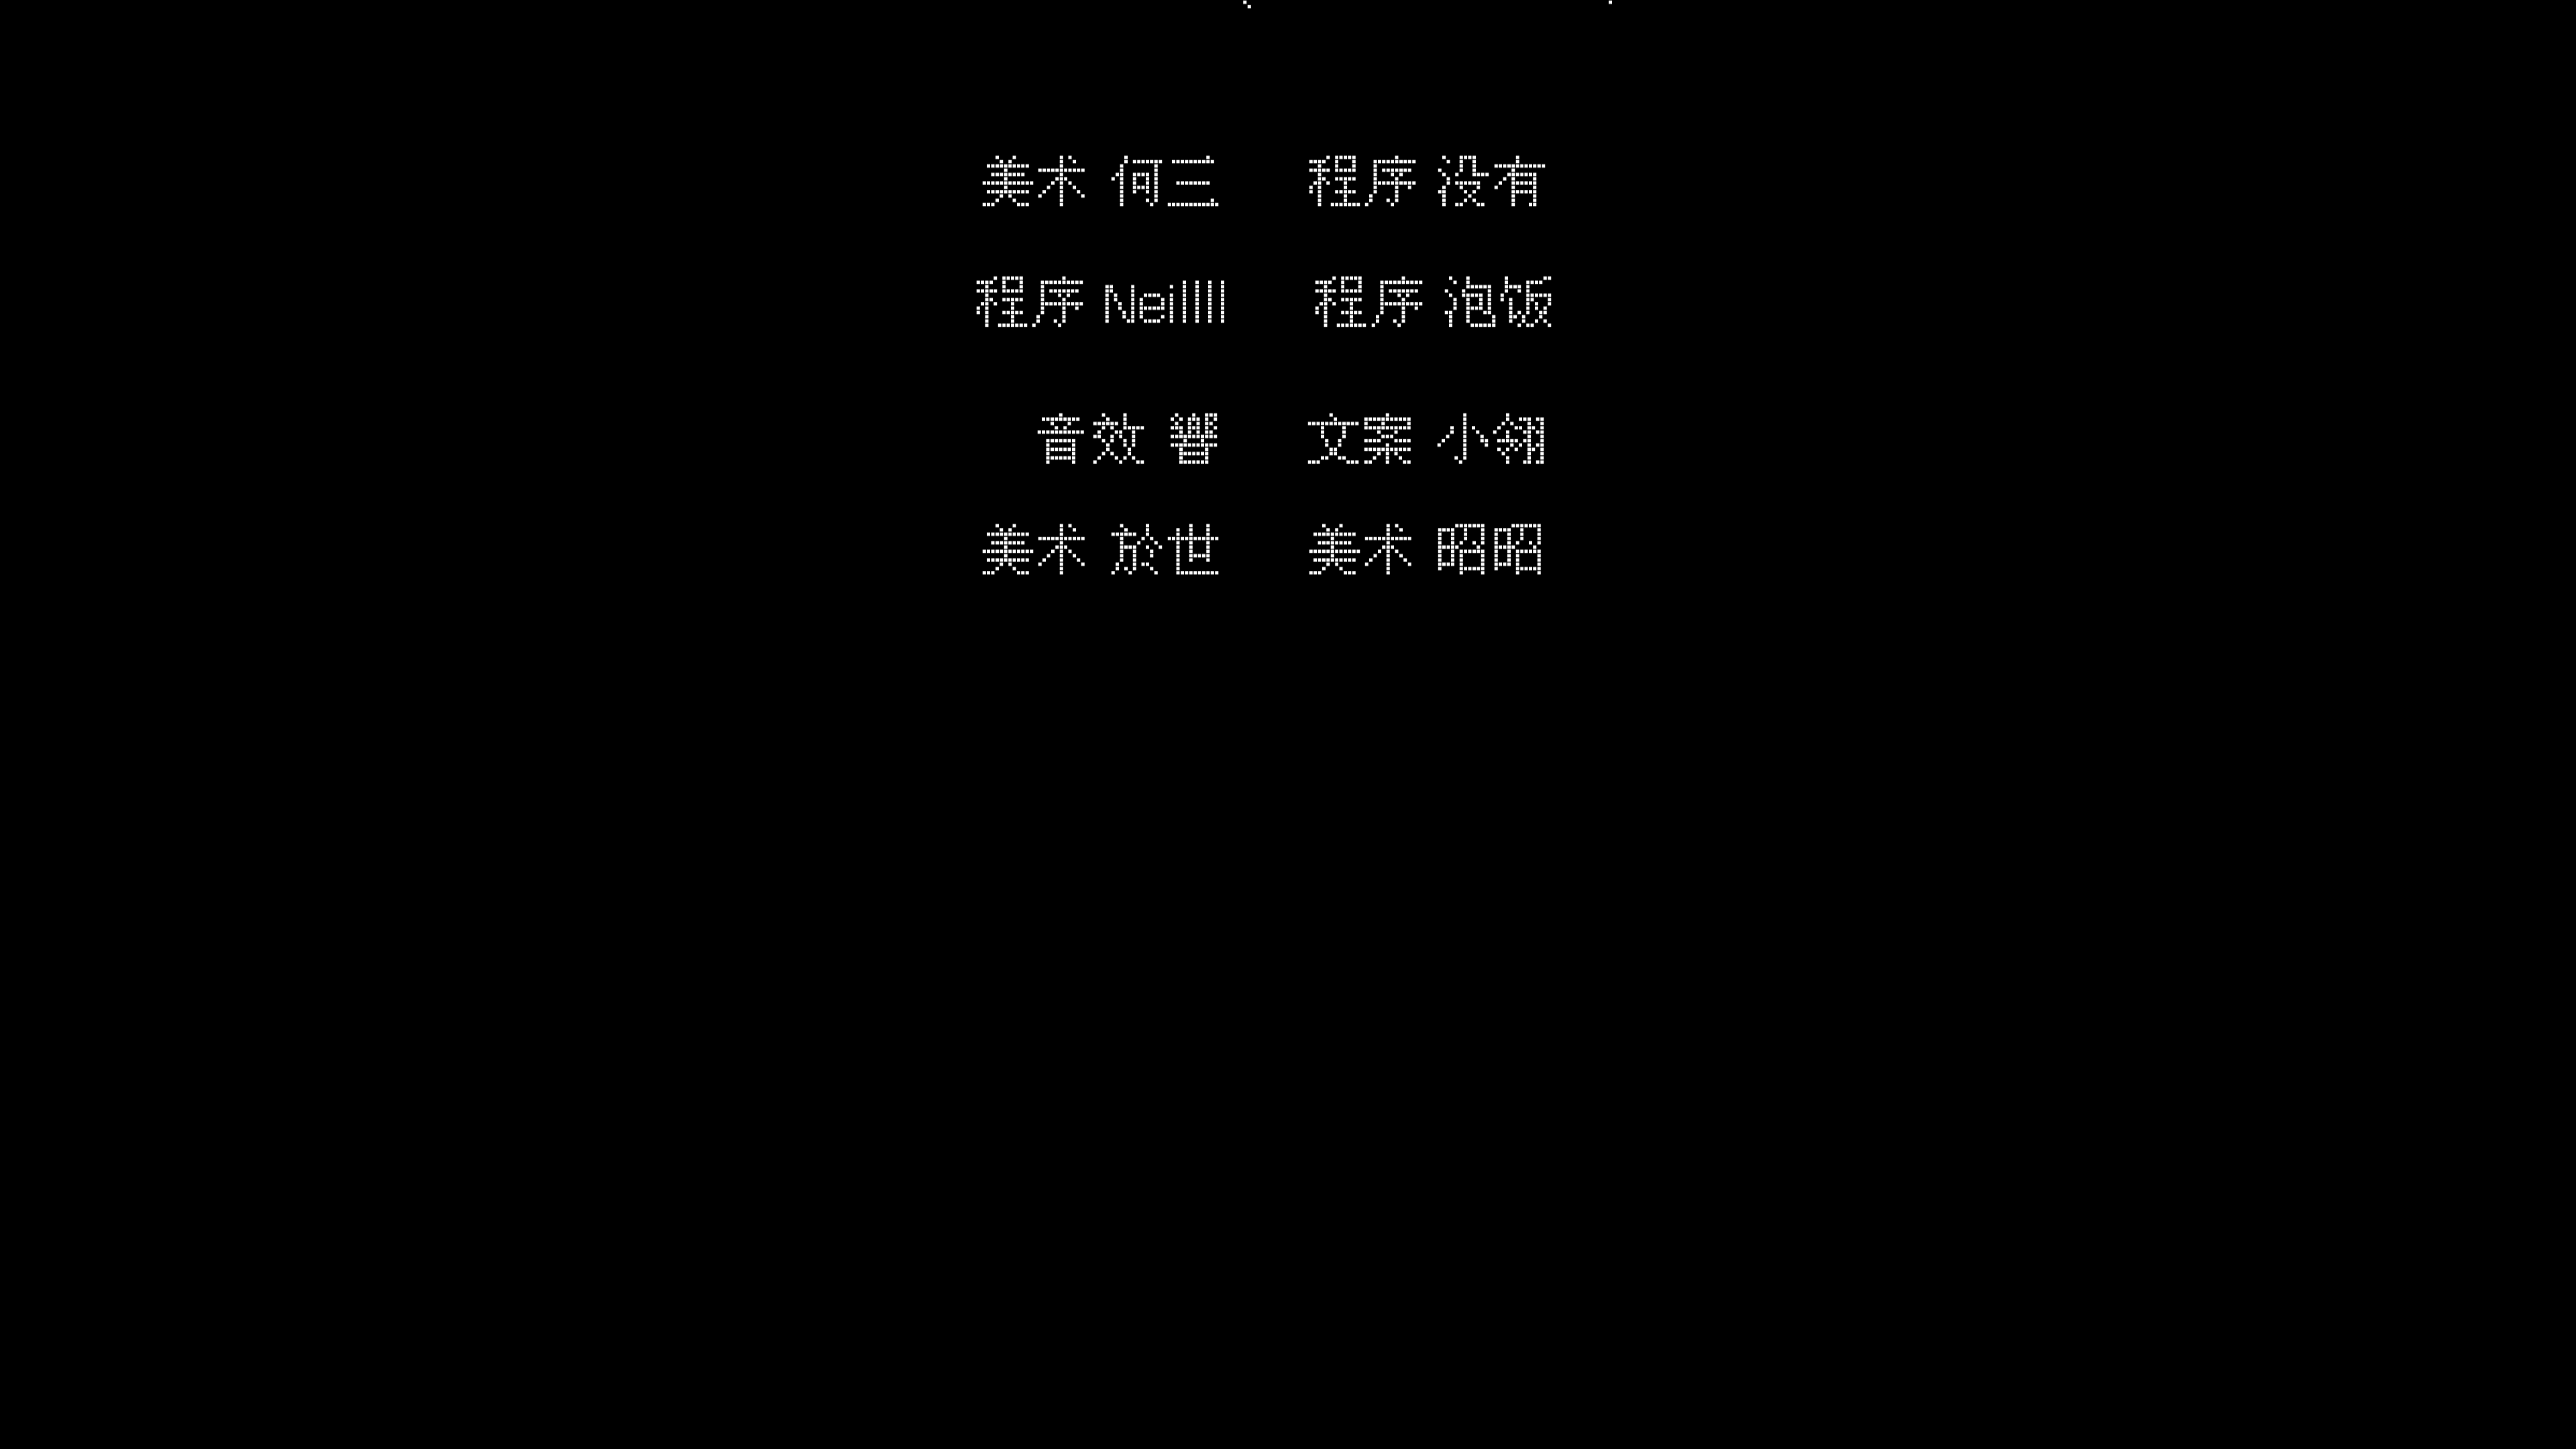 美术 何三 程序 没有
程序 Neillll 程序 泡饭
音效 響 文案 小翎
美术 於世 美术 昭昭